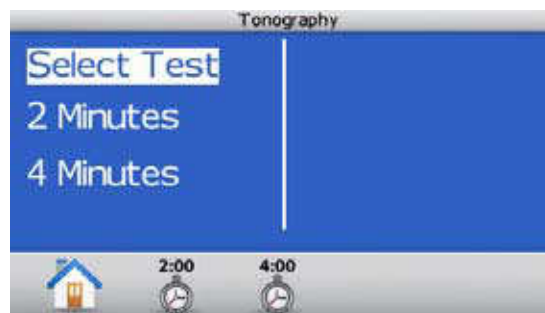 Tonography
Select Test
2 Minutes
4 Minutes
2:00 4:00